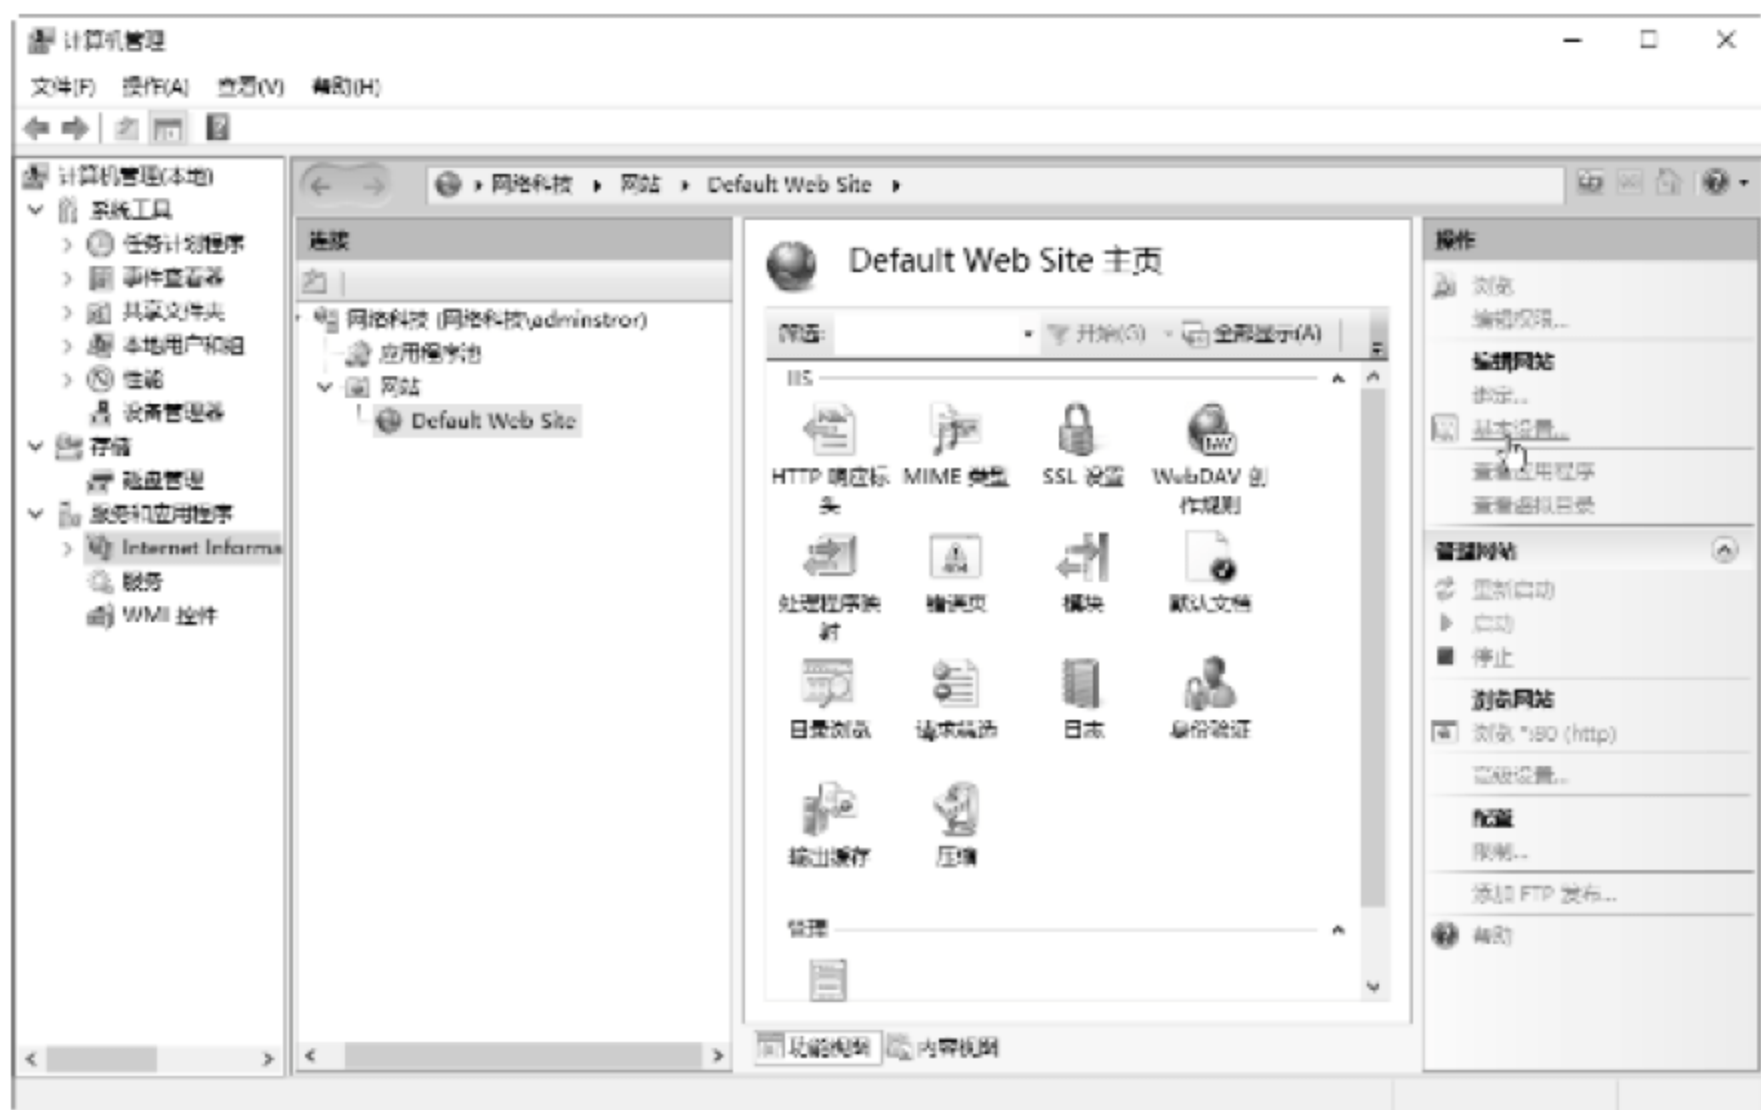 计算机管理
文件(F) 操作(A) 查看(V) 帮助(H)
计算机管理(本地)
系统工具
任务计划程序
事件查看器
共享文件夹
本地用户和组
性能
设备管理器
存储
磁盘管理
服务和应用程序
Internet Informa
服务
WMI 控件
网络科技 网站 Default Web Site
连接
网络科技 (网络科技\adminstror)
应用程序池
网站
Default Web Site
Default Web Site 主页
筛选: 开始(G) 全部显示(A)
IIS
HTTP 响应标头
MIME 类型
SSL 设置
WebDAV 创作规则
处理程序映射
错误页
404
模块
默认文档
目录浏览
请求筛选
日志
身份验证
输出缓存
压缩
管理
功能视图 内容视图
操作
浏览
编辑权限...
编辑网站
绑定...
基本设置...
查看应用程序
查看虚拟目录
管理网站
重新启动
启动
停止
浏览网站
浏览 *:80 (http)
高级设置...
配置
限制...
添加 FTP 发布...
帮助